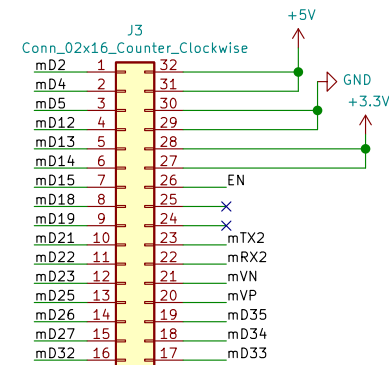 +5V
J3
Conn_02x16_Counter_Clockwise
mD2 1 32
mD4 2 31 GND
mD5 3 30 +3.3V
mD12 4 29
mD13 5 28
mD14 6 27
mD15 7 26 EN
mD18 8 25
mD19 9 24
mD21 10 23 mTX2
mD22 11 22 mRX2
mD23 12 21 mVN
mD25 13 20 mVP
mD26 14 19 mD35
mD27 15 18 mD34
mD32 16 17 mD33